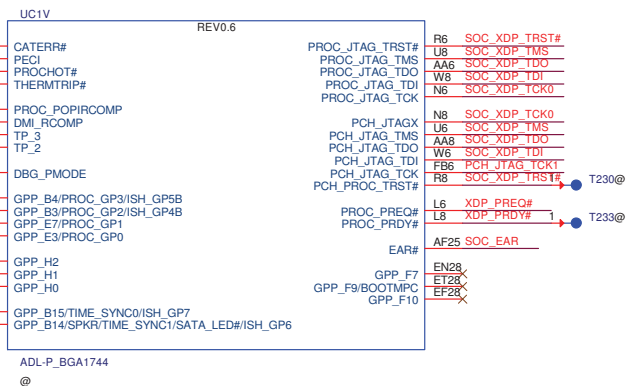 UC1V
REV0.6
CATERR#
PECI
PROCHOT#
THERMTRIP#
PROC_POPIRCOMP
DMI_RCOMP
TP_3
TP_2
DBG_PMODE
GPP_B4/PROC_GP3/ISH_GP5B
GPP_B3/PROC_GP2/ISH_GP4B
GPP_E7/PROC_GP1
GPP_E3/PROC_GP0
GPP_H2
GPP_H1
GPP_H0
GPP_B15/TIME_SYNC0/ISH_GP7
GPP_B14/SPKR/TIME_SYNC1/SATA_LED#/ISH_GP6
PROC_JTAG_TRST# R6 SOC_XDP_TRST#
PROC_JTAG_TMS U8 SOC_XDP_TMS
PROC_JTAG_TDO AA6 SOC_XDP_TDO
PROC_JTAG_TDI W8 SOC_XDP_TDI
PROC_JTAG_TCK N6 SOC_XDP_TCK0
PCH_JTAGX N8 SOC_XDP_TCK0
PCH_JTAG_TMS U6 SOC_XDP_TMS
PCH_JTAG_TDO AA8 SOC_XDP_TDO
PCH_JTAG_TDI W6 SOC_XDP_TDI
PCH_JTAG_TCK FB6 PCH_JTAG_TCK1
PCH_PROC_TRST# R8 SOC_XDP_TRST# 1 T230@
PROC_PREQ# L6 XDP_PREQ#
PROC_PRDY# L8 XDP_PRDY# 1 T233@
EAR# AF25 SOC_EAR
GPP_F7 EN28
GPP_F9/BOOTMPC ET28
GPP_F10 EF28
ADL-P_BGA1744
@